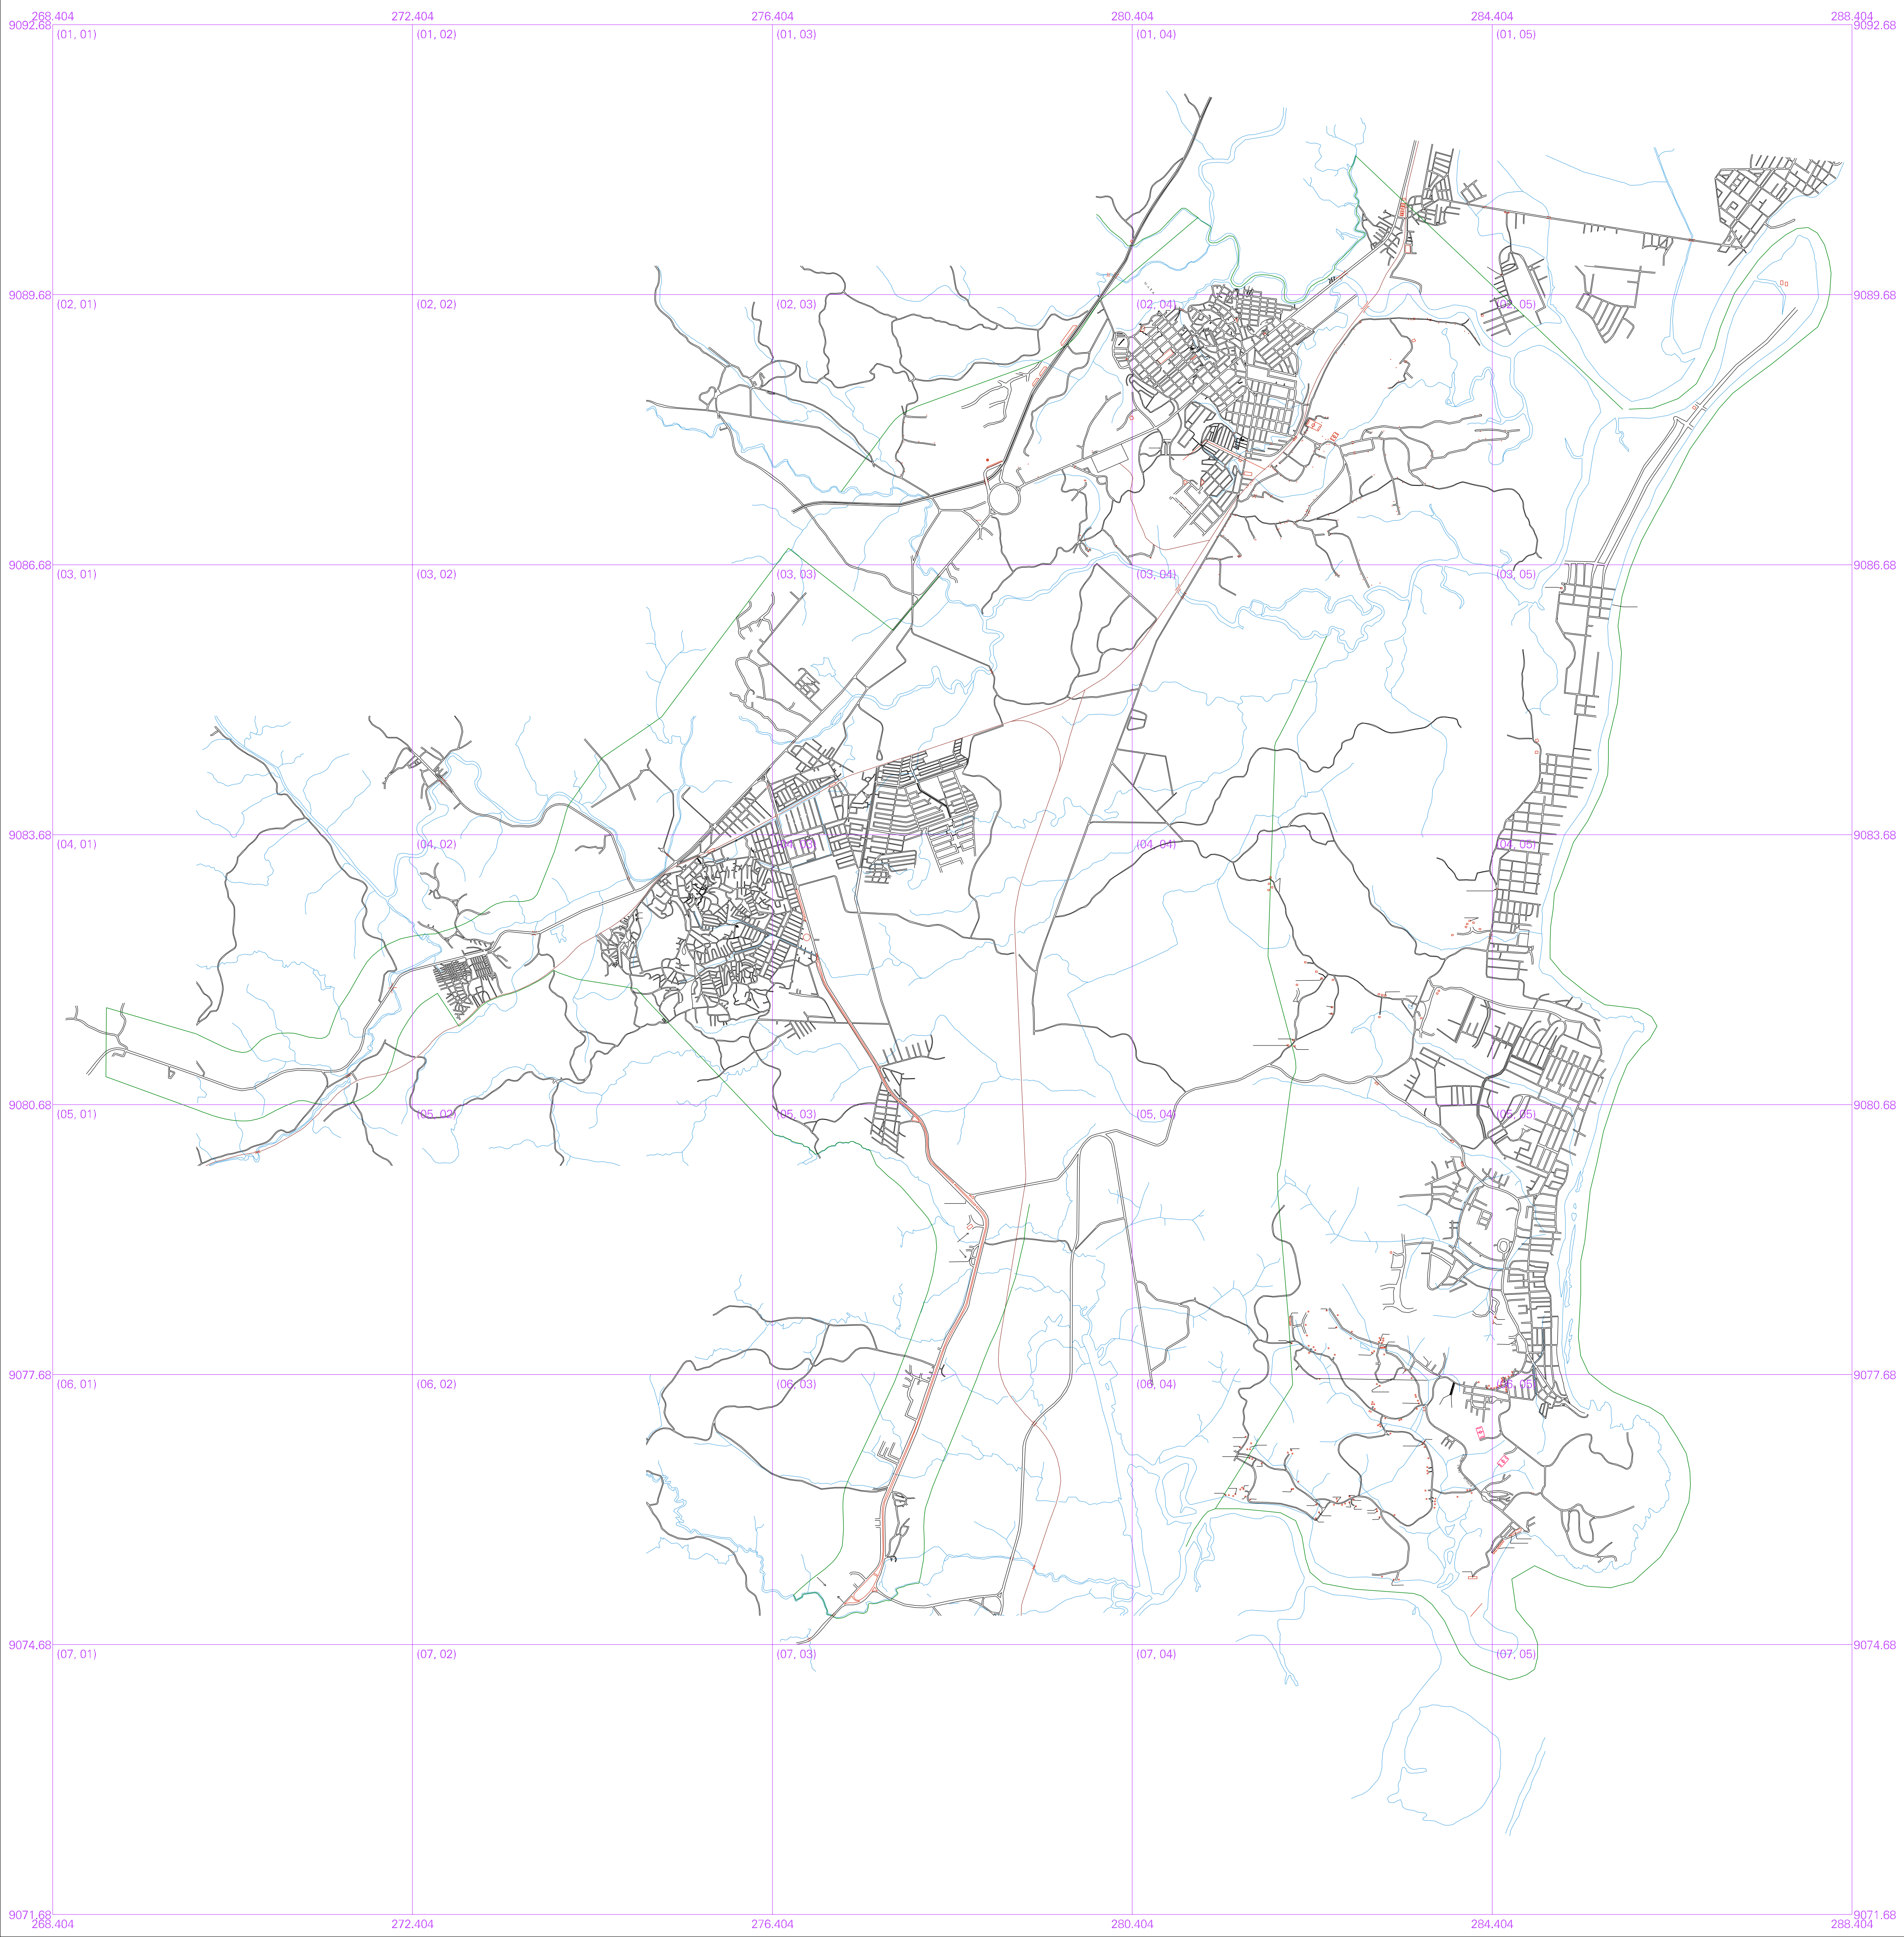 268.404 272.404 276.404 280.404 284.404 288.404
9092.68 9092.68
(01, 01) (01, 02) (01, 03) (01, 04) (01, 05)
9089.68 9089.68
(02, 01) (02, 02) (02, 03) (02, 04) (02, 05)
9086.68 9086.68
(03, 01) (03, 02) (03, 03) (03, 04) (03, 05)
9083.68 9083.68
(04, 01) (04, 02) (04, 03) (04, 04) (04, 05)
9080.68 9080.68
(05, 01) (05, 02) (05, 03) (05, 04) (05, 05)
9077.68 9077.68
(06, 01) (06, 02) (06, 03) (06, 04) (06, 05)
9074.68 9074.68
(07, 01) (07, 02) (07, 03) (07, 04) (07, 05)
9071.68 9071.68
268.404 272.404 276.404 280.404 284.404 288.404